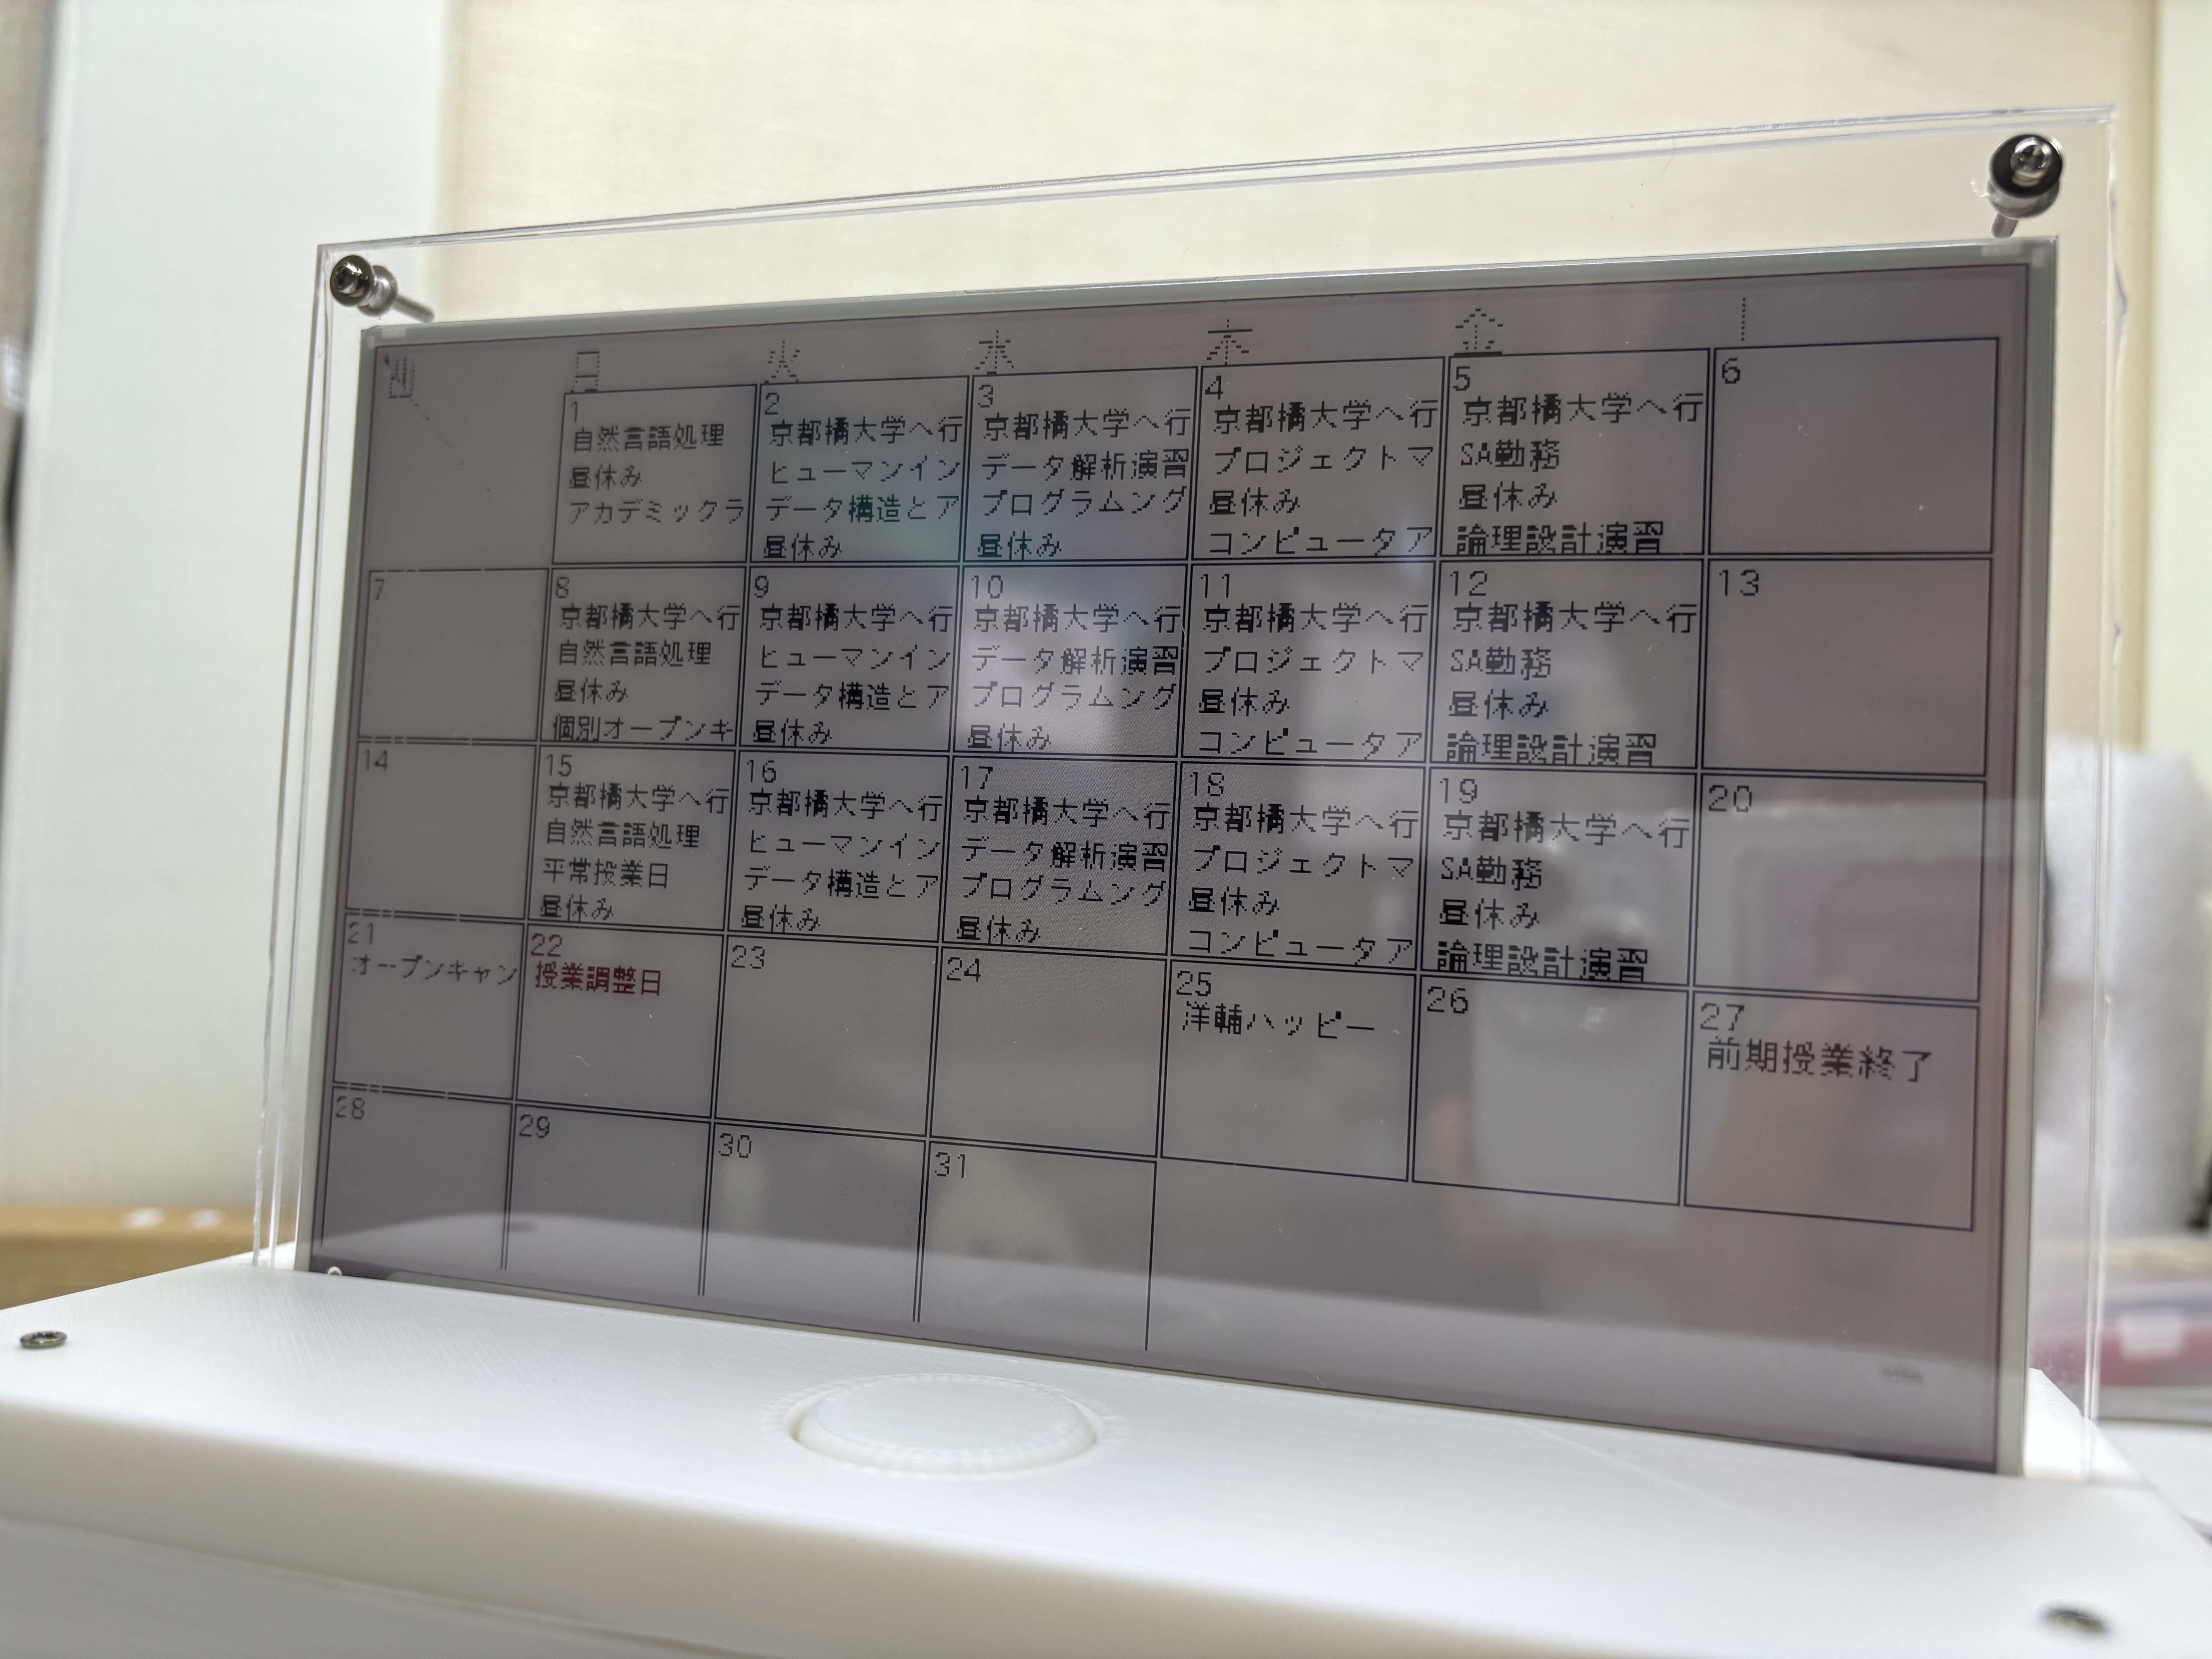 月 火 水 木 金
1
自然言語処理
昼休み
アカデミックラ
2
京都橘大学へ行
ヒューマンイン
データ構造とア
昼休み
3
京都橘大学へ行
データ解析演習
プログラムング
昼休み
4
京都橘大学へ行
プロジェクトマ
昼休み
コンピュータア
5
京都橘大学へ行
SA勤務
昼休み
論理設計演習
6
7
8
京都橘大学へ行
自然言語処理
昼休み
個別オープンキ
9
京都橘大学へ行
ヒューマンイン
データ構造とア
昼休み
10
京都橘大学へ行
データ解析演習
プログラムング
昼休み
11
京都橘大学へ行
プロジェクトマ
昼休み
コンピュータア
12
京都橘大学へ行
SA勤務
昼休み
論理設計演習
13
14
15
京都橘大学へ行
自然言語処理
平常授業日
昼休み
16
京都橘大学へ行
ヒューマンイン
データ構造とア
昼休み
17
京都橘大学へ行
データ解析演習
プログラムング
昼休み
18
京都橘大学へ行
プロジェクトマ
昼休み
コンピュータア
19
京都橘大学へ行
SA勤務
昼休み
論理設計演習
20
21
オープンキャン
22
授業調整日
23
24
25
洋輔ハッピー
26
27
前期授業終了
28
29
30
31